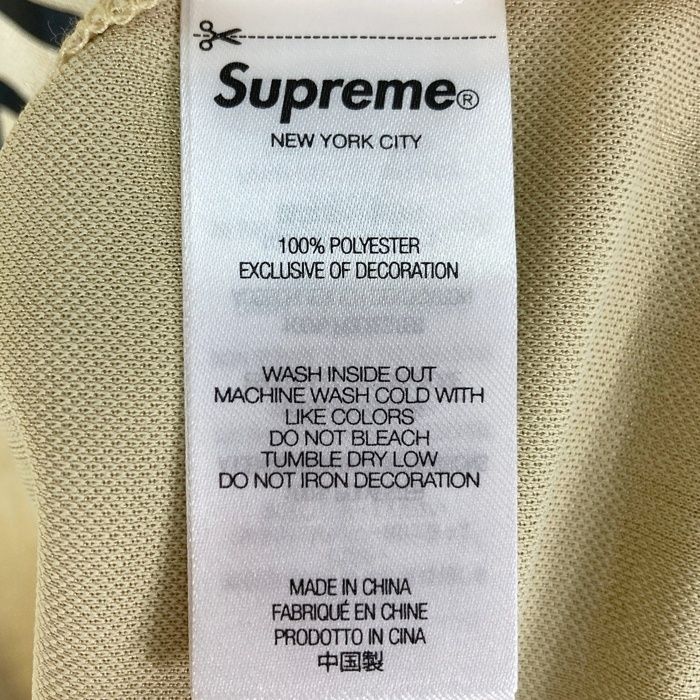 Supreme®
NEW YORK CITY
100% POLYESTER
EXCLUSIVE OF DECORATION
WASH INSIDE OUT
MACHINE WASH COLD WITH
LIKE COLORS
DO NOT BLEACH
TUMBLE DRY LOW
DO NOT IRON DECORATION
MADE IN CHINA
FABRIQUÉ EN CHINE
PRODOTTO IN CINA
中国製